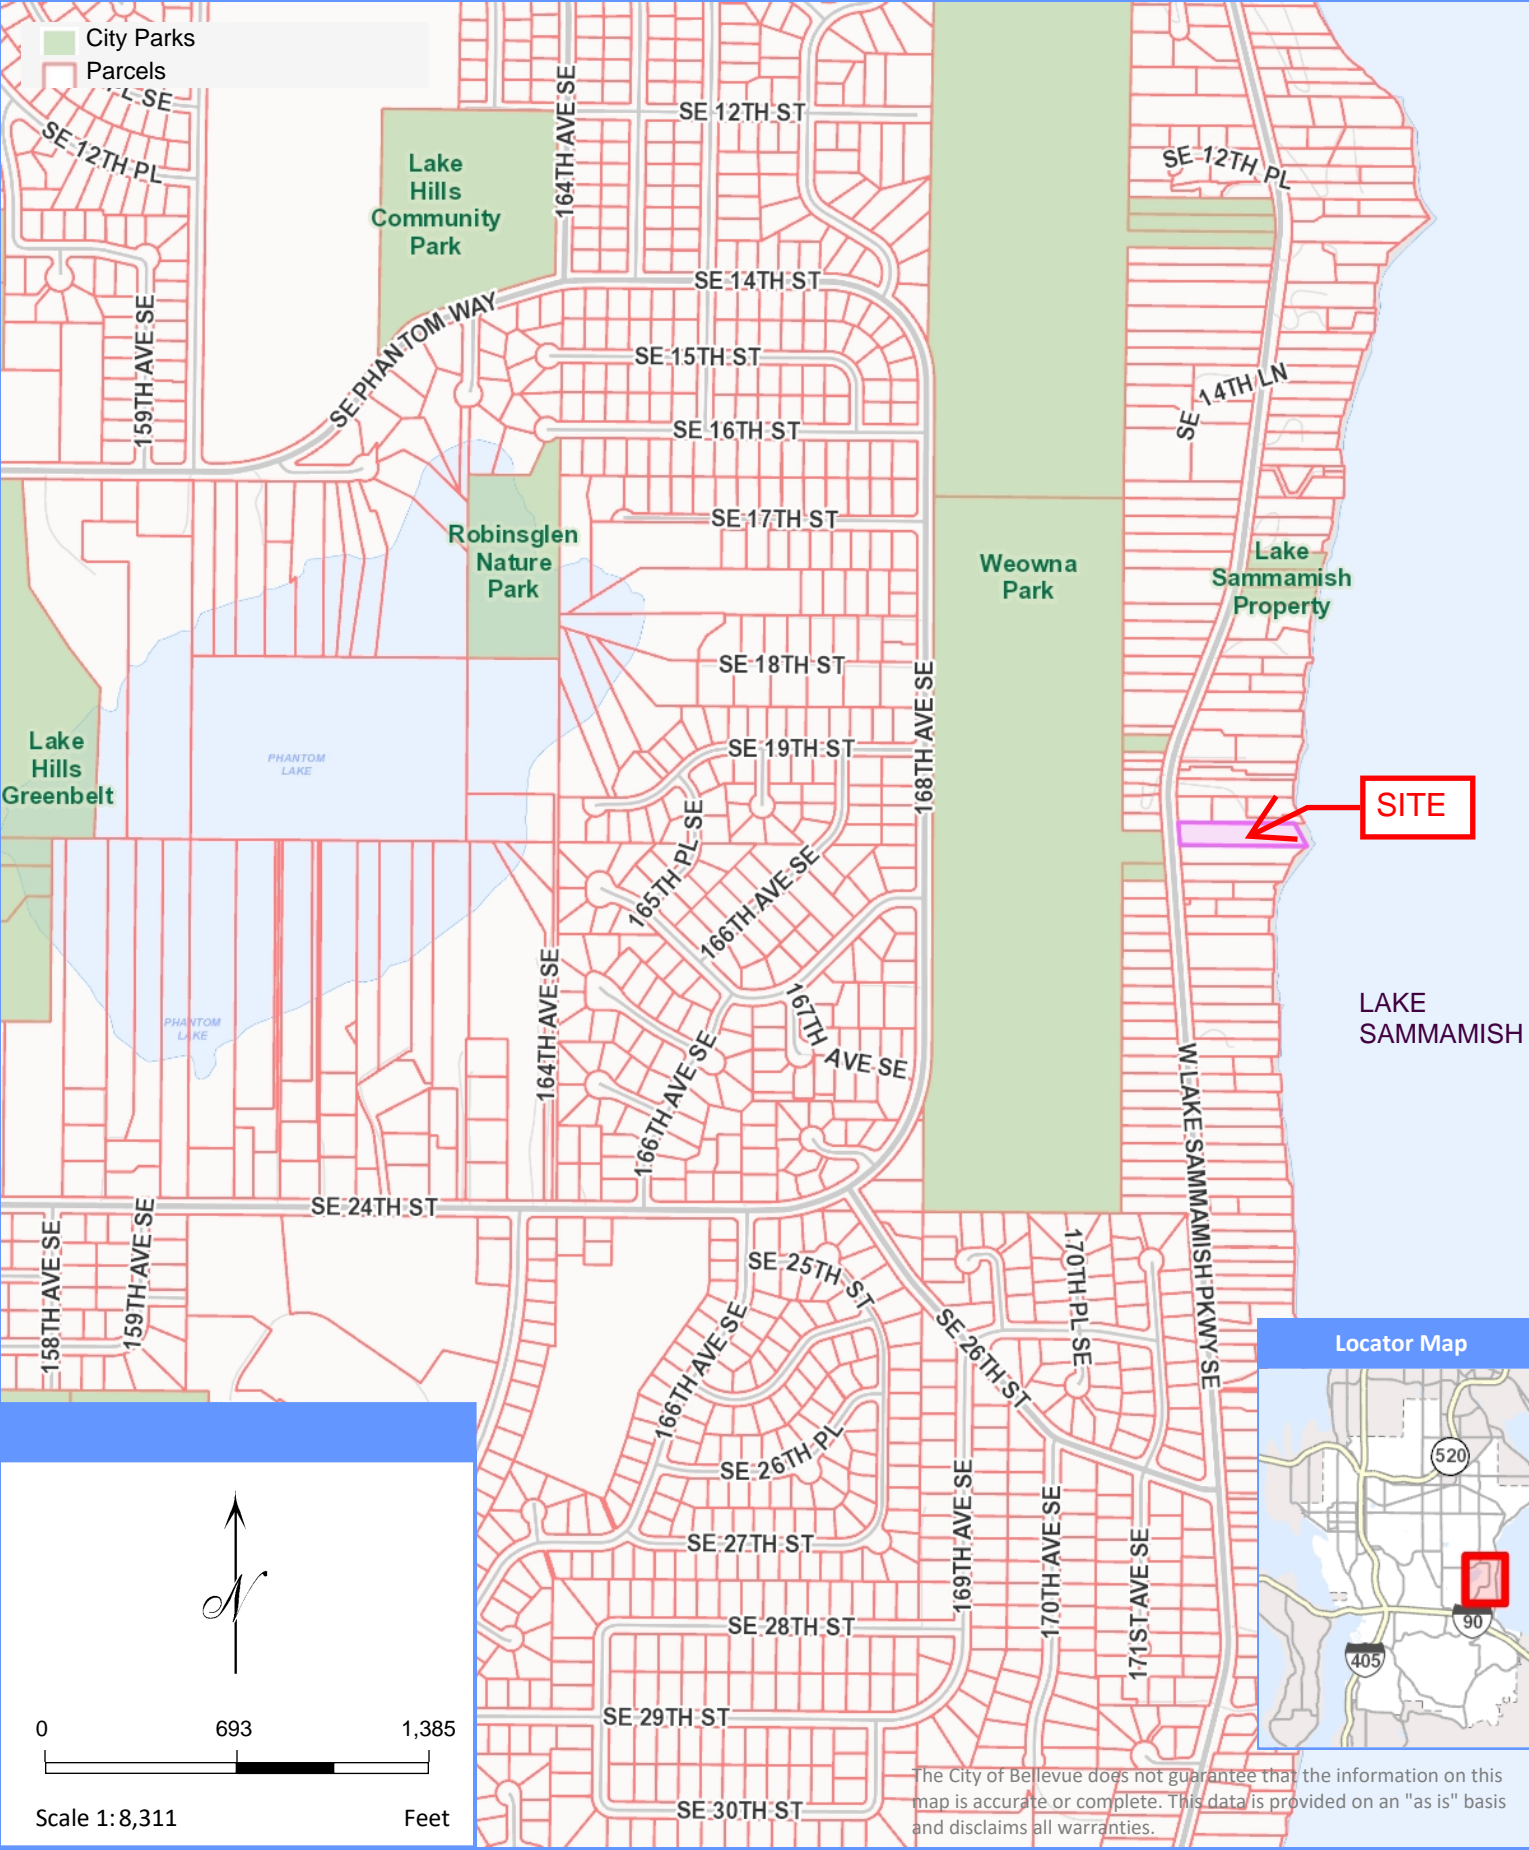 City Parks
Parcels
PL SE
SE 12TH PL
164TH AVE SE
SE 12TH ST
SE 12TH PL
Lake
Hills
Community
Park
159TH AVE SE
SE PHANTOM WAY
SE 14TH ST
SE 15TH ST
SE 14TH LN
SE 16TH ST
SE 17TH ST
Robinsglen
Nature
Park
Weowna
Park
Lake
Sammamish
Property
SE 18TH ST
168TH AVE SE
Lake
Hills
Greenbelt
PHANTOM
LAKE
SE 19TH ST
165TH PL SE
166TH AVE SE
SITE
164TH AVE SE
PHANTOM
LAKE
167TH AVE SE
166TH AVE SE
LAKE
SAMMAMISH
W LAKE SAMMAMISH PKWY SE
SE 24TH ST
158TH AVE SE
159TH AVE SE
SE 25TH ST
170TH PL SE
166TH AVE SE
SE 26TH ST
SE 26TH PL
SE 27TH ST
169TH AVE SE
170TH AVE SE
171ST AVE SE
SE 28TH ST
SE 29TH ST
SE 30TH ST
Locator Map
520
90
405
N
0 693 1,385
Scale 1: 8,311 Feet
The City of Bellevue does not guarantee that the information on this
map is accurate or complete. This data is provided on an "as is" basis
and disclaims all warranties.